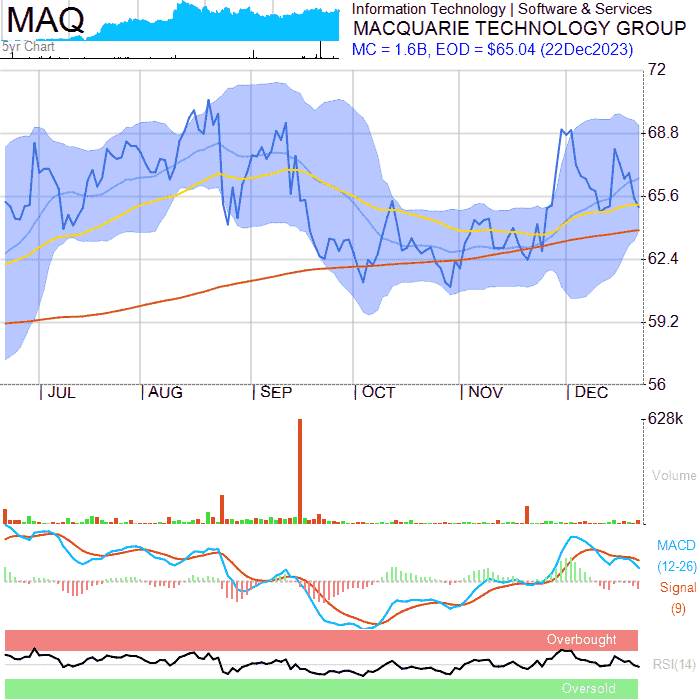 MAQ
5yr Chart
Information Technology | Software & Services
MACQUARIE TECHNOLOGY GROUP
MC = 1.6B, EOD = $65.04 (22Dec2023)
72
68.8
65.6
62.4
59.2
56
JUL AUG SEP OCT NOV DEC
628k
Volume
MACD
(12-26)
Signal
(9)
Overbought
RSI(14)
Oversold